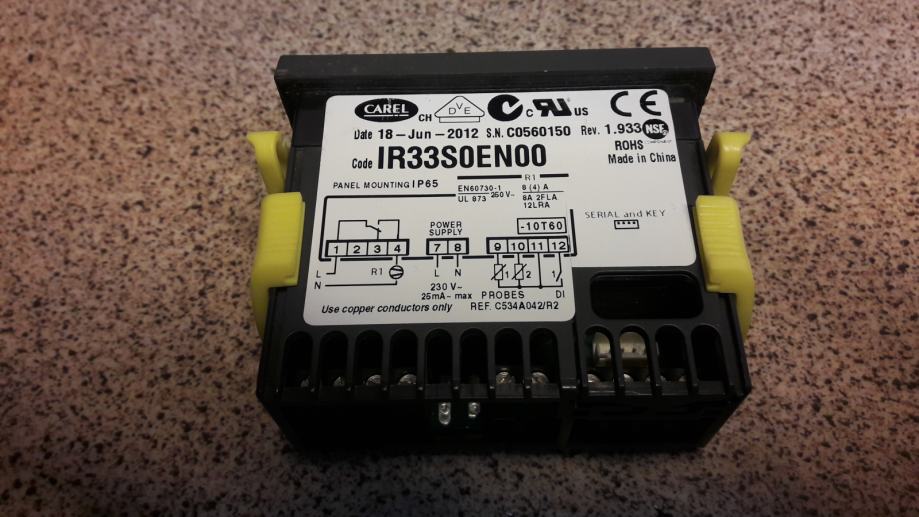 CAREL CH DVE C c RU US CE
Date 18-Jun-2012 S.N. C0560150 Rev. 1.933 NSF
COMPONENT
ROHS
Code IR33S0EN00 Made in China
PANEL MOUNTING IP65
R1
EN60730-1 250V~ 8 (4) A
UL 873 8A 2FLA
12LRA
SERIAL and KEY
POWER
SUPPLY
-10T60
1 2 3 4 7 8 9 10 11 12
L R1 L N 1 2 1
N
230 V~
25mA~ max PROBES DI
Use copper conductors only REF. C534A042/R2